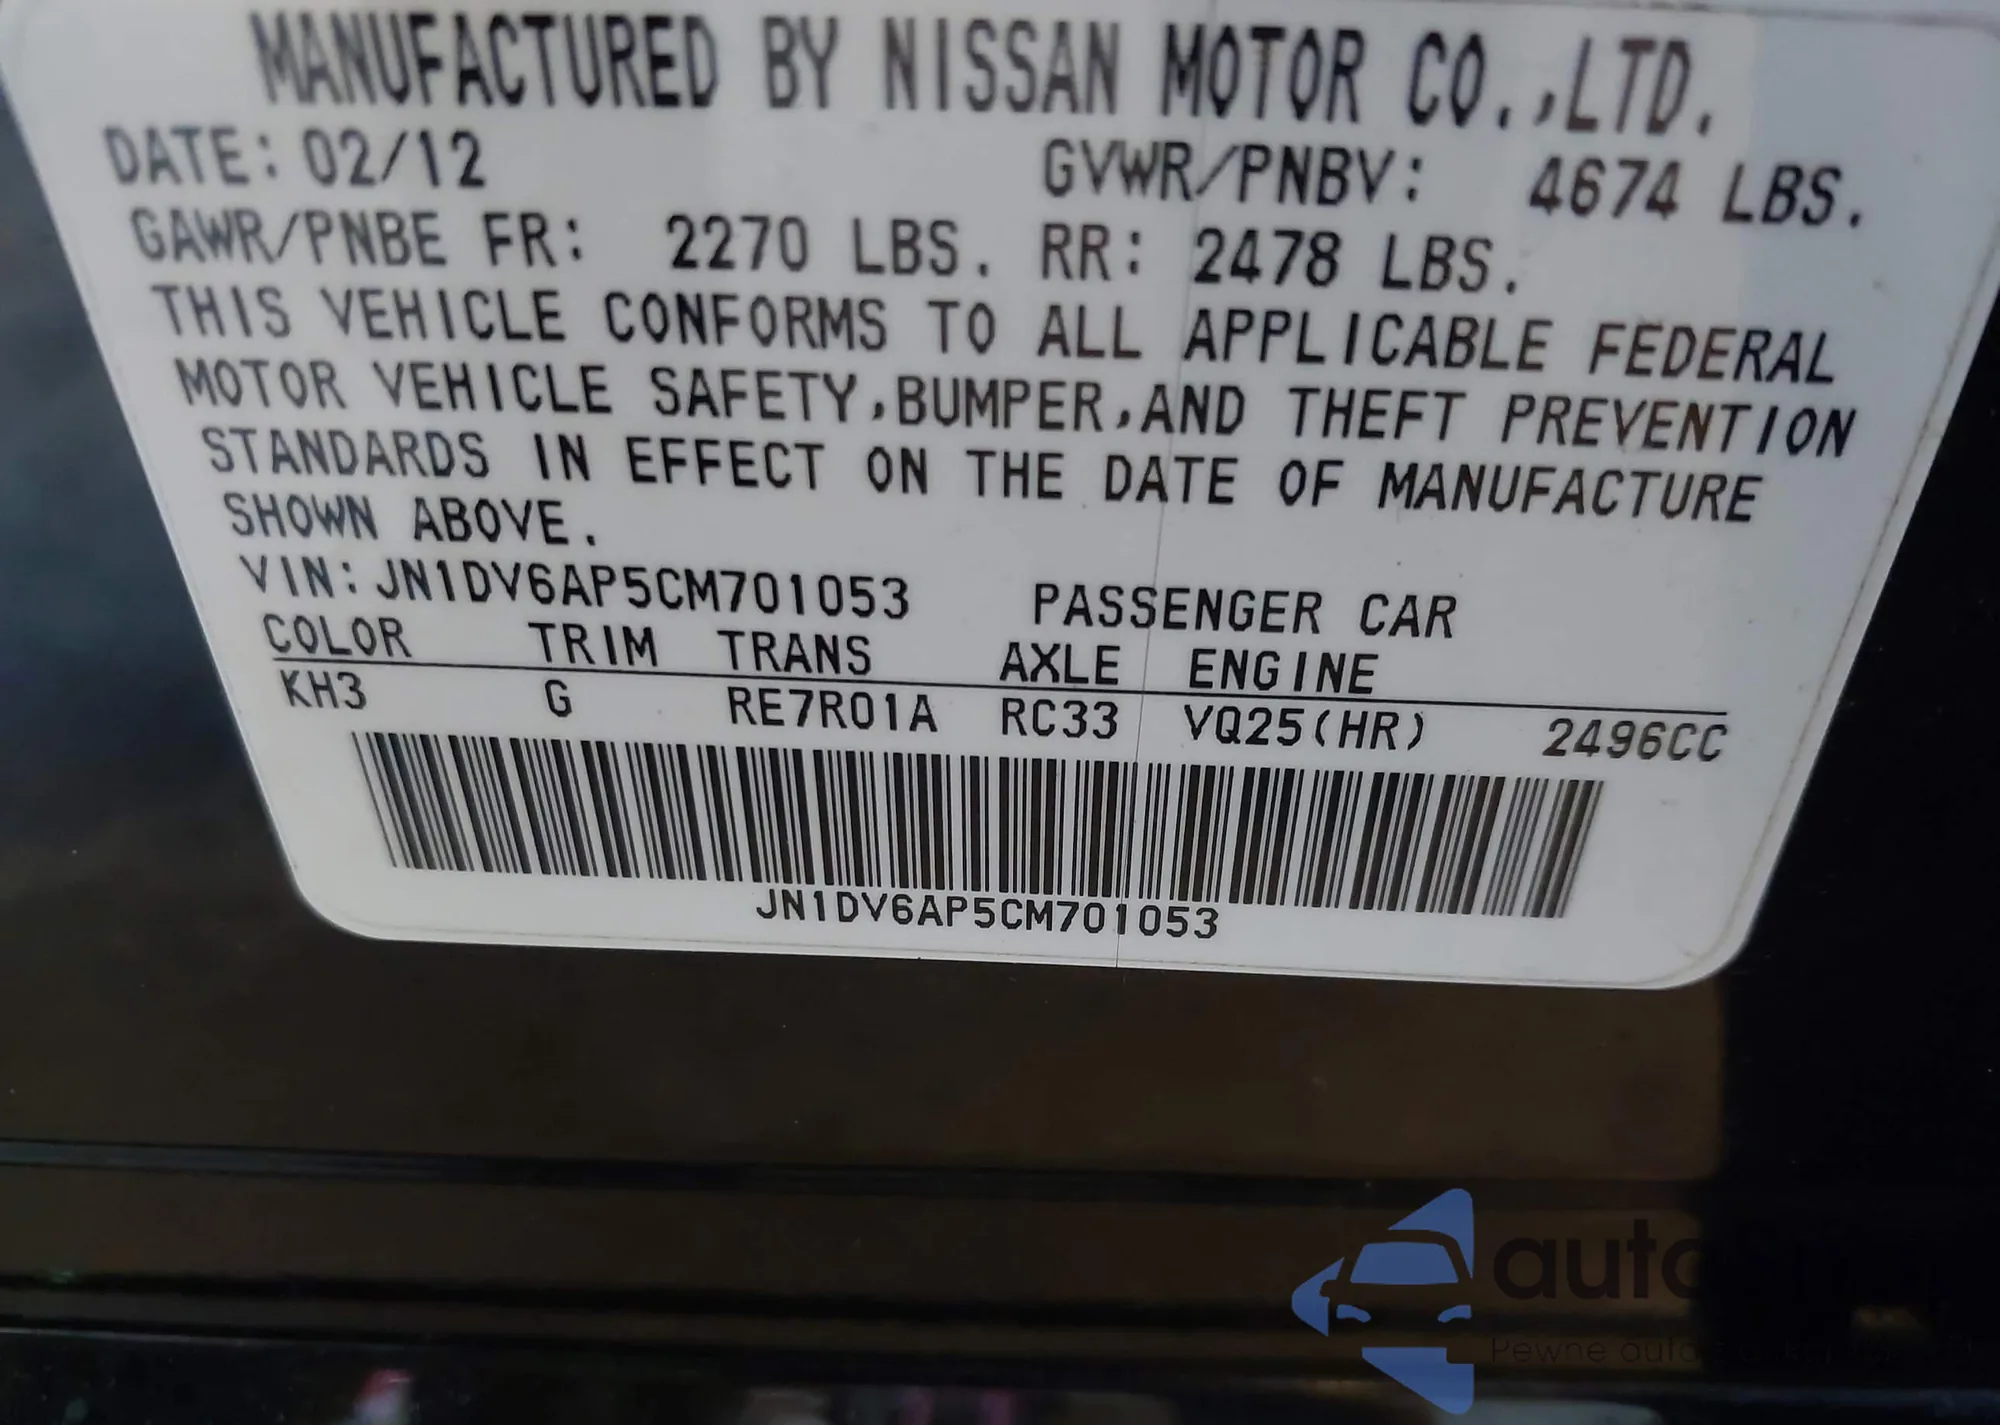 MANUFACTURED BY NISSAN MOTOR CO.,LTD.
DATE: 02/12 GVWR/PNBV: 4674 LBS.
GAWR/PNBE FR: 2270 LBS. RR: 2478 LBS.
THIS VEHICLE CONFORMS TO ALL APPLICABLE FEDERAL
MOTOR VEHICLE SAFETY,BUMPER,AND THEFT PREVENTION
STANDARDS IN EFFECT ON THE DATE OF MANUFACTURE
SHOWN ABOVE.
VIN:JN1DV6AP5CM701053 PASSENGER CAR
COLOR TRIM TRANS AXLE ENGINE
KH3 G RE7R01A RC33 VQ25(HR) 2496CC
JN1DV6AP5CM701053
Pewne